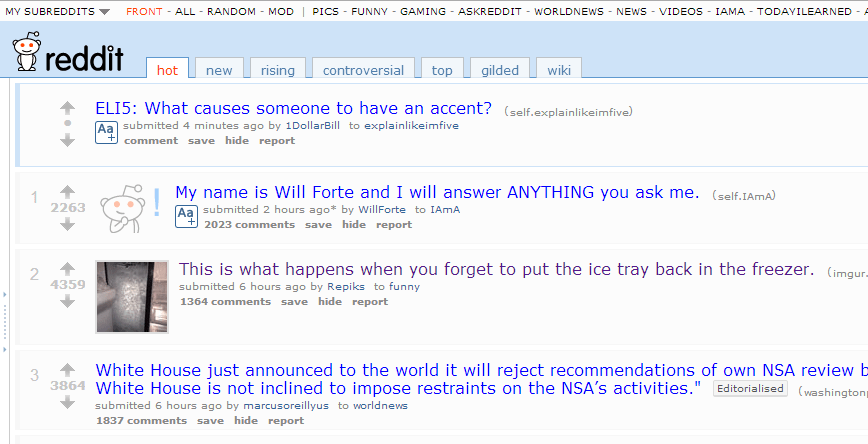 MY SUBREDDITS FRONT - ALL - RANDOM - MOD | PICS - FUNNY - GAMING - ASKREDDIT - WORLDNEWS - NEWS - VIDEOS - IAMA - TODAYILEARNED -
reddit hot new rising controversial top gilded wiki
ELI5: What causes someone to have an accent? (self.explainlikeimfive)
Aa+ submitted 4 minutes ago by 1DollarBill to explainlikeimfive
comment save hide report
1 2263 My name is Will Forte and I will answer ANYTHING you ask me. (self.IAmA)
Aa+ submitted 2 hours ago* by WillForte to IAmA
2023 comments save hide report
2 4359 This is what happens when you forget to put the ice tray back in the freezer. (imgur.
submitted 6 hours ago by Repiks to funny
1364 comments save hide report
3 3864 White House just announced to the world it will reject recommendations of own NSA review b
White House is not inclined to impose restraints on the NSA’s activities." Editorialised (washingtonp
submitted 6 hours ago by marcusoreillyus to worldnews
1837 comments save hide report